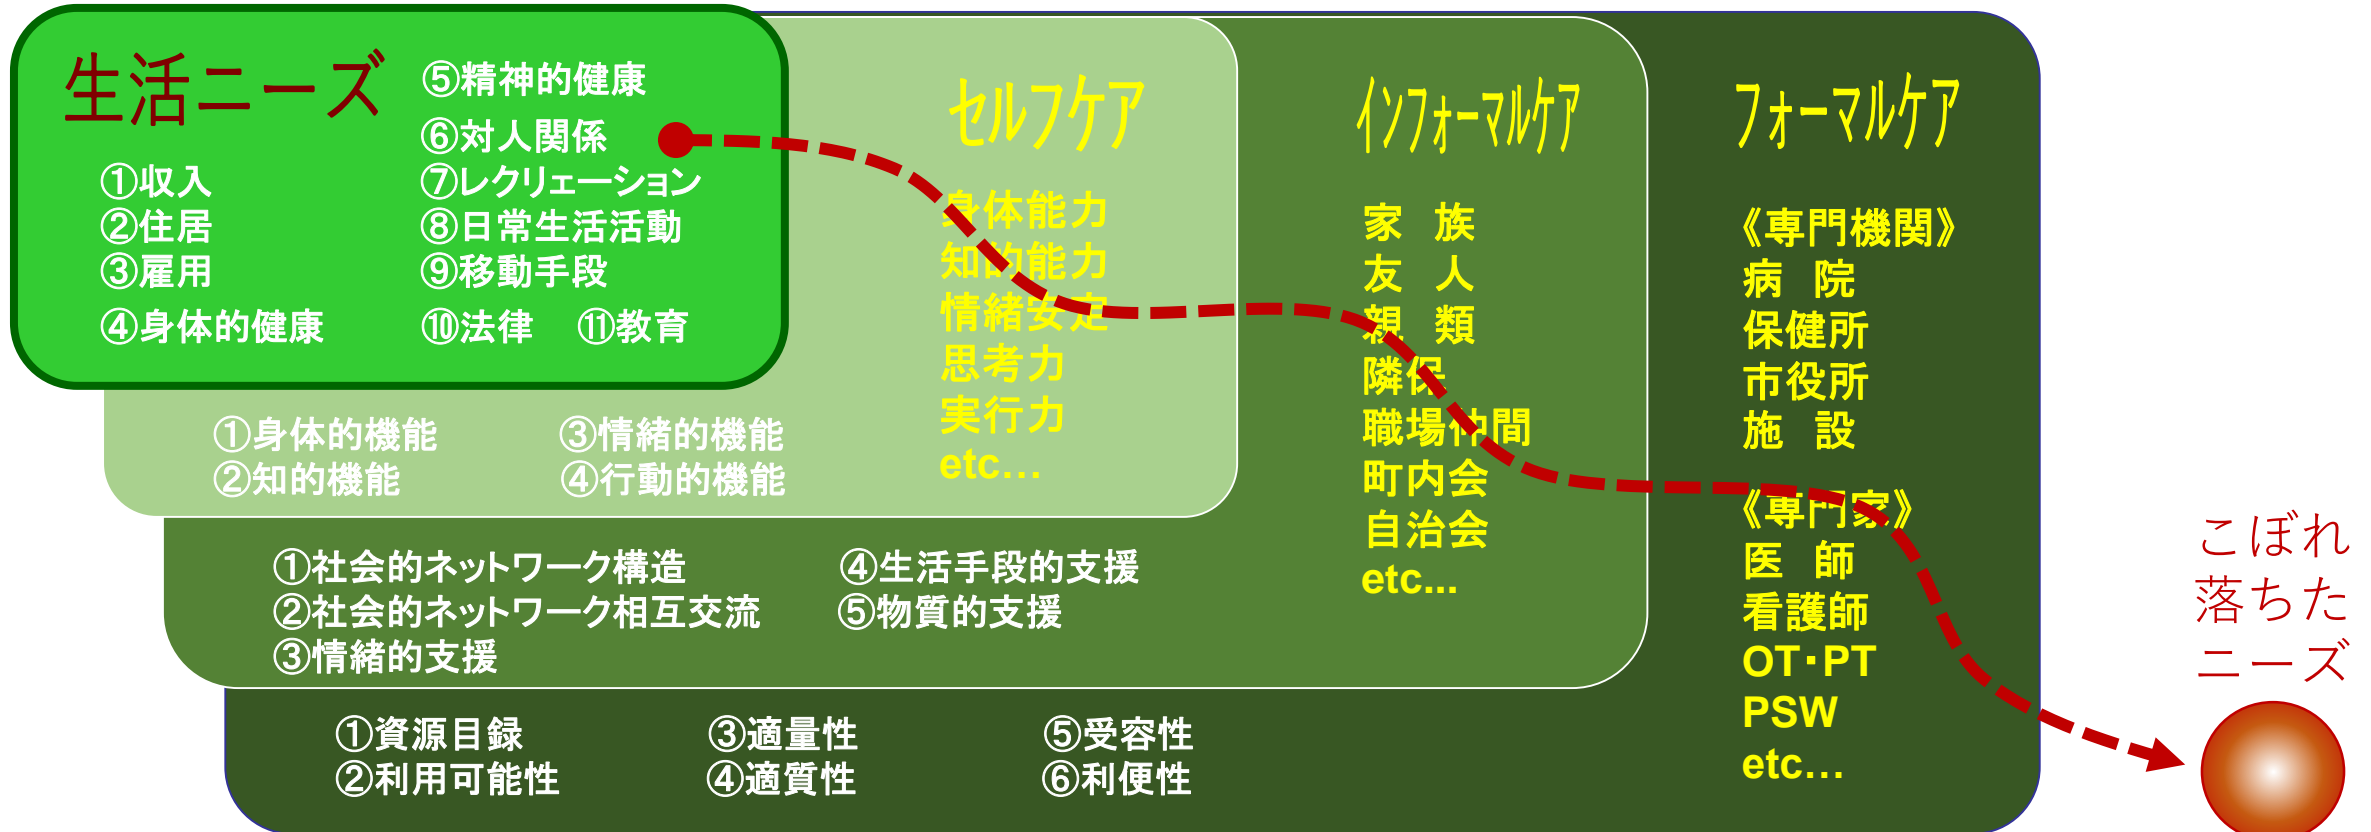 生活ニーズ
①収入
②住居
③雇用
④身体的健康
⑤精神的健康
⑥対人関係
⑦レクリェーション
⑧日常生活活動
⑨移動手段
⑩法律 ⑪教育
セルフケア
身体能力
知的能力
情緒安定
思考力
実行力
etc…
①身体的機能
②知的機能
③情緒的機能
④行動的機能
インフォーマルケア
家 族
友 人
親 類
隣保
職場仲間
町内会
自治会
etc...
①社会的ネットワーク構造
②社会的ネットワーク相互交流
③情緒的支援
④生活手段的支援
⑤物質的支援
フォーマルケア
《専門機関》
病 院
保健所
市役所
施 設
《専門家》
医 師
看護師
OT・PT
PSW
etc…
①資源目録
②利用可能性
③適量性
④適質性
⑤受容性
⑥利便性
こぼれ
落ちた
ニーズ